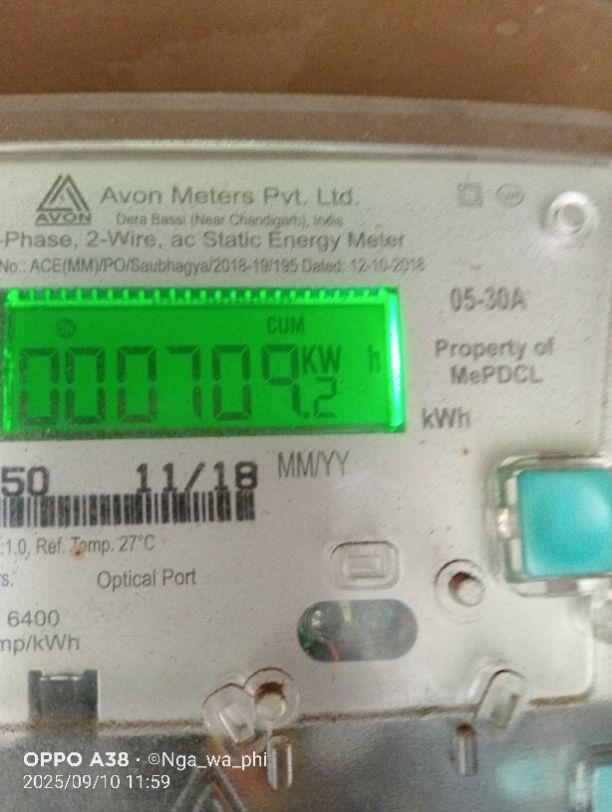 Avon Meters Pvt. Ltd.
AVON
Dera Bassi (Near Chandigarh), India
-Phase, 2-Wire, ac Static Energy Meter
No.: ACE(MM)/PO/Saubhagya/2018-19/195 Dated: 12-10-2018
05-30A
CUM
000709.2 KW h
Property of
MePDCL
kWh
50 11/18 MM/YY
:1.0, Ref. Temp. 27°C
rs. Optical Port
6400
mp/kWh
OPPO A38 · ©Nga_wa_phi
2025/09/10 11:59